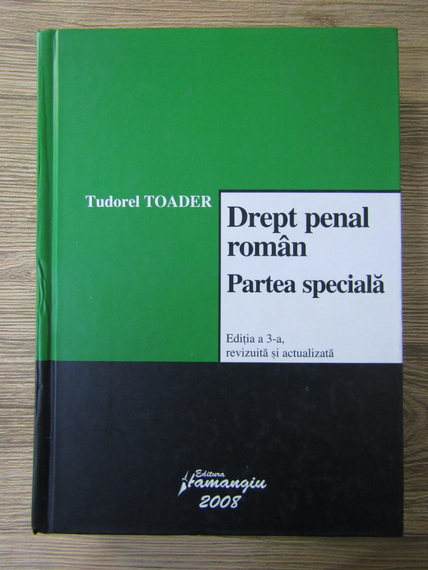 Tudorel TOADER
Drept penal
român
Partea specială
Ediția a 3-a,
revizuită și actualizată
Editura
Hamangiu
2008